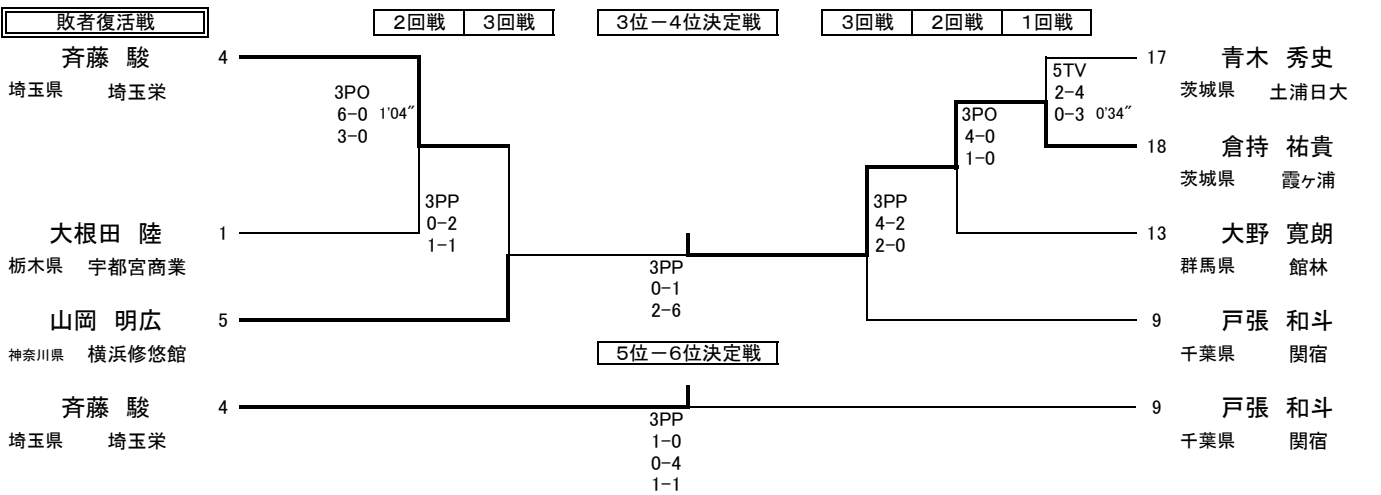 敗者復活戦 2回戦 3回戦 3位－4位決定戦 3回戦 2回戦 1回戦
斉藤 駿 4 17 青木 秀史
埼玉県 埼玉栄 茨城県 土浦日大
3PO
6-0 1'04"
3-0
5TV
2-4
0-3 0'34"
3PO
4-0
1-0
18 倉持 祐貴
茨城県 霞ヶ浦
大根田 陸 1
栃木県 宇都宮商業
3PP
0-2
1-1
3PP
4-2
2-0
13 大野 寛朗
群馬県 館林
3PP
0-1
2-6
山岡 明広 5 9 戸張 和斗
神奈川県 横浜修悠館 千葉県 関宿
5位－6位決定戦
斉藤 駿 4 9 戸張 和斗
埼玉県 埼玉栄 千葉県 関宿
3PP
1-0
0-4
1-1